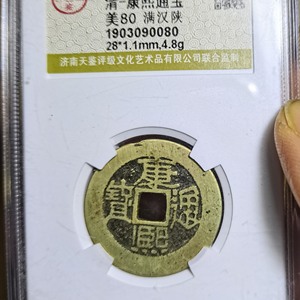 清-康熙通宝
美80 满汉陕
1903090080
28*1.1mm,4.8g
济南天鉴评级文化艺术品有限公司联合监制
康熙通寶